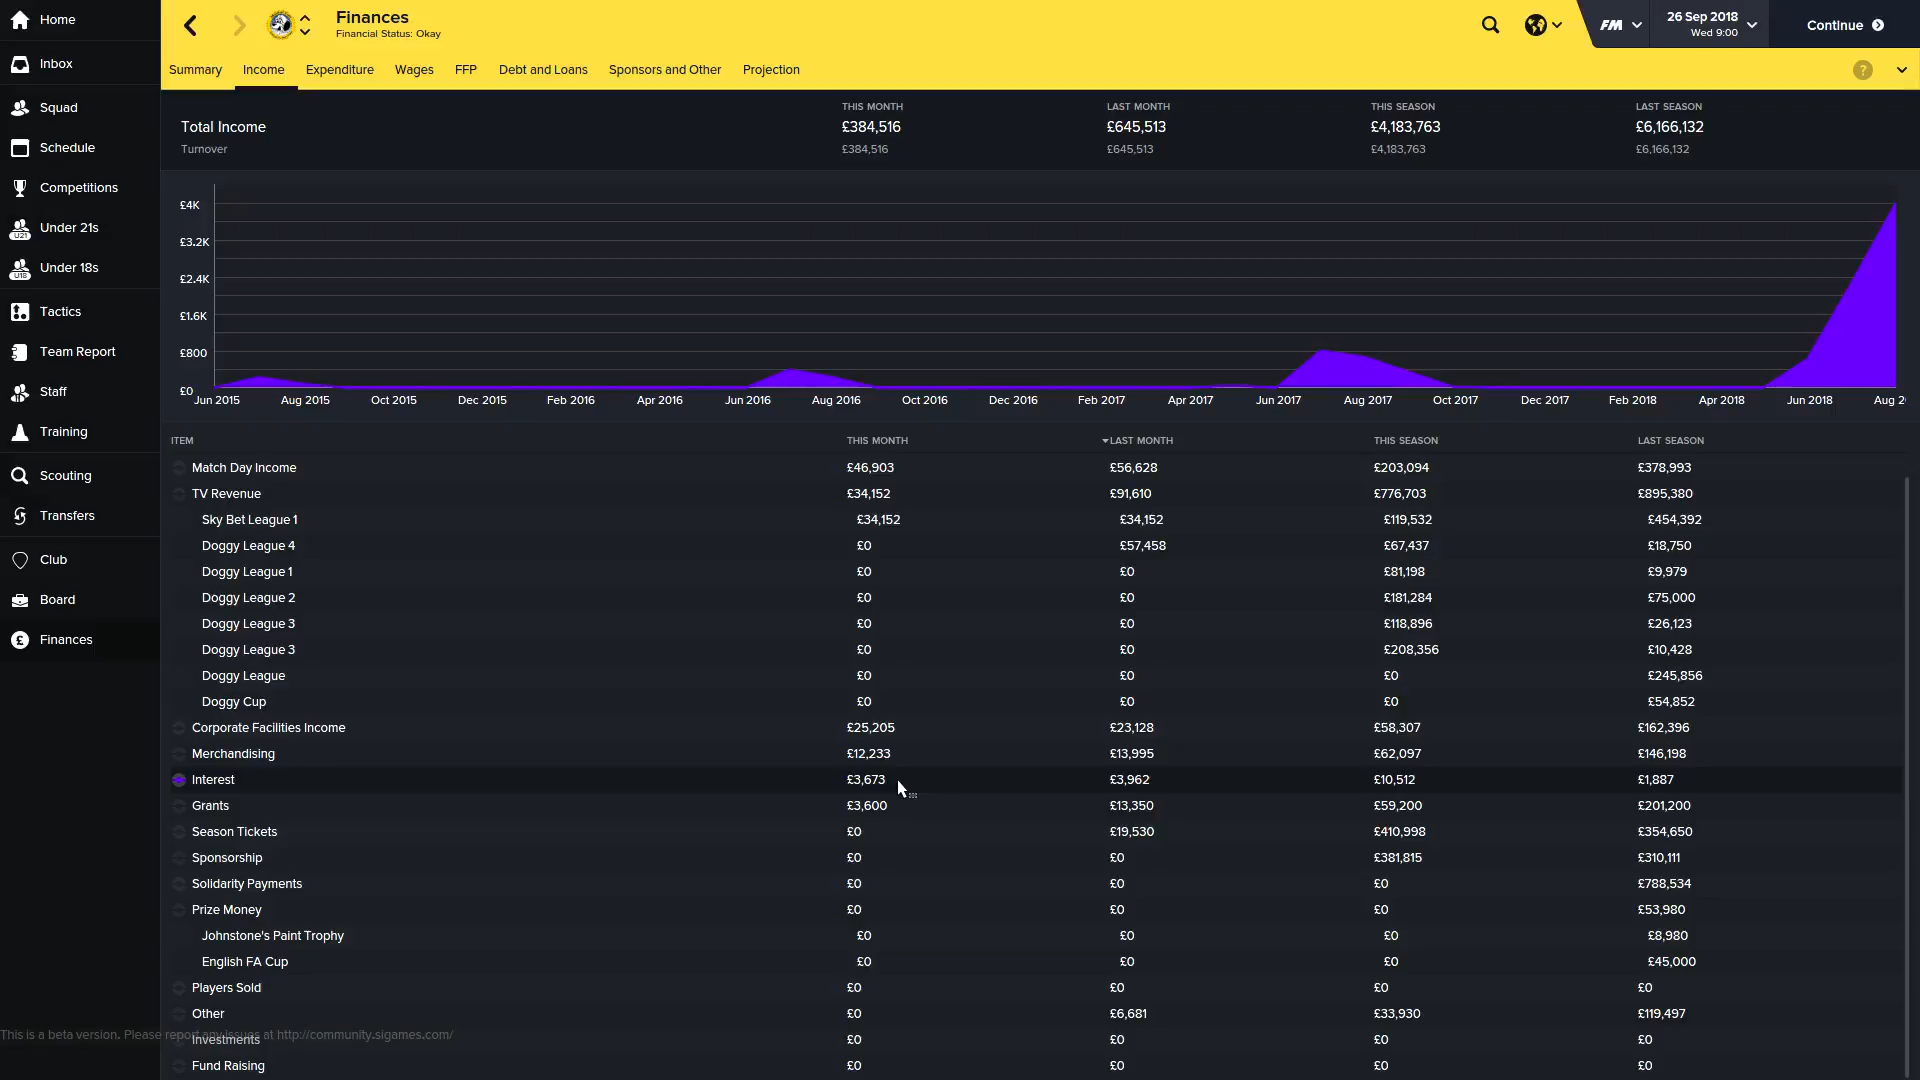 Home
Inbox
Squad
Schedule
Competitions
Under 21s
U21
Under 18s
U18
Tactics
Team Report
Staff
Training
Scouting
Transfers
Club
Board
Finances
Finances
Financial Status: Okay
FM
26 Sep 2018
Wed 9:00
Continue
Summary Income Expenditure Wages FFP Debt and Loans Sponsors and Other Projection ?
THIS MONTH LAST MONTH THIS SEASON LAST SEASON
Total Income £384,516 £645,513 £4,183,763 £6,166,132
Turnover £384,516 £645,513 £4,183,763 £6,166,132
£4K
£3.2K
£2.4K
£1.6K
£800
£0
Jun 2015 Aug 2015 Oct 2015 Dec 2015 Feb 2016 Apr 2016 Jun 2016 Aug 2016 Oct 2016 Dec 2016 Feb 2017 Apr 2017 Jun 2017 Aug 2017 Oct 2017 Dec 2017 Feb 2018 Apr 2018 Jun 2018 Aug 2
ITEM THIS MONTH LAST MONTH THIS SEASON LAST SEASON
Match Day Income £46,903 £56,628 £203,094 £378,993
TV Revenue £34,152 £91,610 £776,703 £895,380
Sky Bet League 1 £34,152 £34,152 £119,532 £454,392
Doggy League 4 £0 £57,458 £67,437 £18,750
Doggy League 1 £0 £0 £81,198 £9,979
Doggy League 2 £0 £0 £181,284 £75,000
Doggy League 3 £0 £0 £118,896 £26,123
Doggy League 3 £0 £0 £208,356 £10,428
Doggy League £0 £0 £0 £245,856
Doggy Cup £0 £0 £0 £54,852
Corporate Facilities Income £25,205 £23,128 £58,307 £162,396
Merchandising £12,233 £13,995 £62,097 £146,198
Interest £3,673 £3,962 £10,512 £1,887
Grants £3,600 £13,350 £59,200 £201,200
Season Tickets £0 £19,530 £410,998 £354,650
Sponsorship £0 £0 £381,815 £310,111
Solidarity Payments £0 £0 £0 £788,534
Prize Money £0 £0 £0 £53,980
Johnstone's Paint Trophy £0 £0 £0 £8,980
English FA Cup £0 £0 £0 £45,000
Players Sold £0 £0 £0 £0
Other £0 £6,681 £33,930 £119,497
This is a beta version. Please report any issues at http://community.sigames.com/
Investments £0 £0 £0 £0
Fund Raising £0 £0 £0 £0